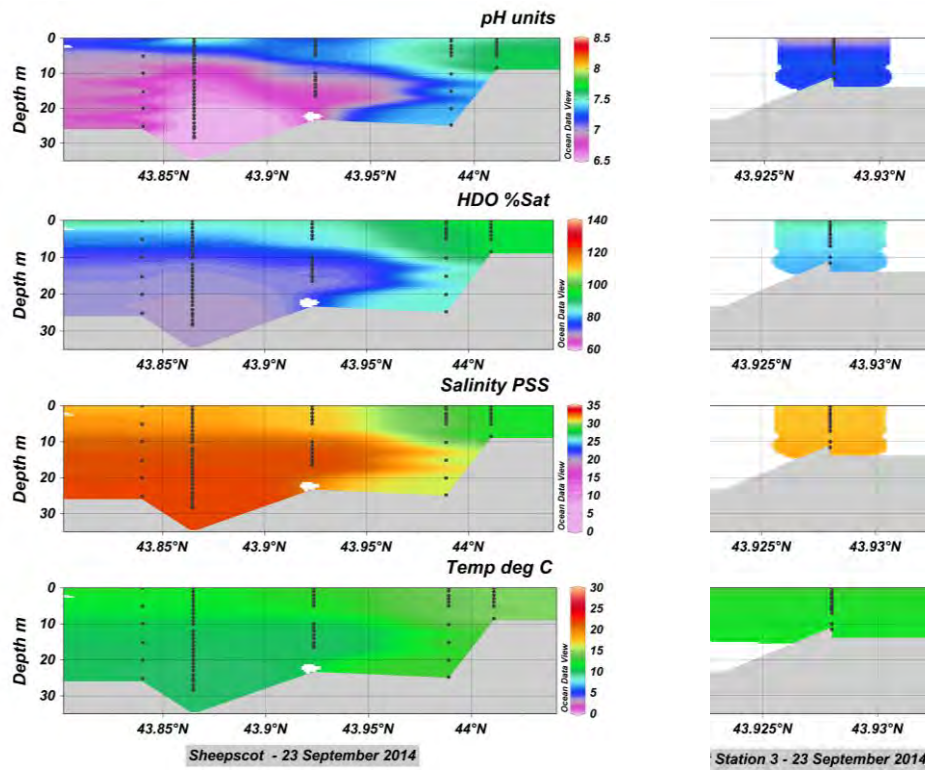 pH units
Depth m
0
10
20
30
43.85°N
43.9°N
43.95°N
44°N
Ocean Data View
8.5
8
7.5
7
6.5
43.925°N
43.93°N
HDO %Sat
Depth m
0
10
20
30
43.85°N
43.9°N
43.95°N
44°N
Ocean Data View
140
120
100
80
60
43.925°N
43.93°N
Salinity PSS
Depth m
0
10
20
30
43.85°N
43.9°N
43.95°N
44°N
Ocean Data View
35
30
25
20
15
10
5
0
43.925°N
43.93°N
Temp deg C
Depth m
0
10
20
30
43.85°N
43.9°N
43.95°N
44°N
Ocean Data View
30
25
20
15
10
5
0
43.925°N
43.93°N
Sheepscot - 23 September 2014
Station 3 - 23 September 2014